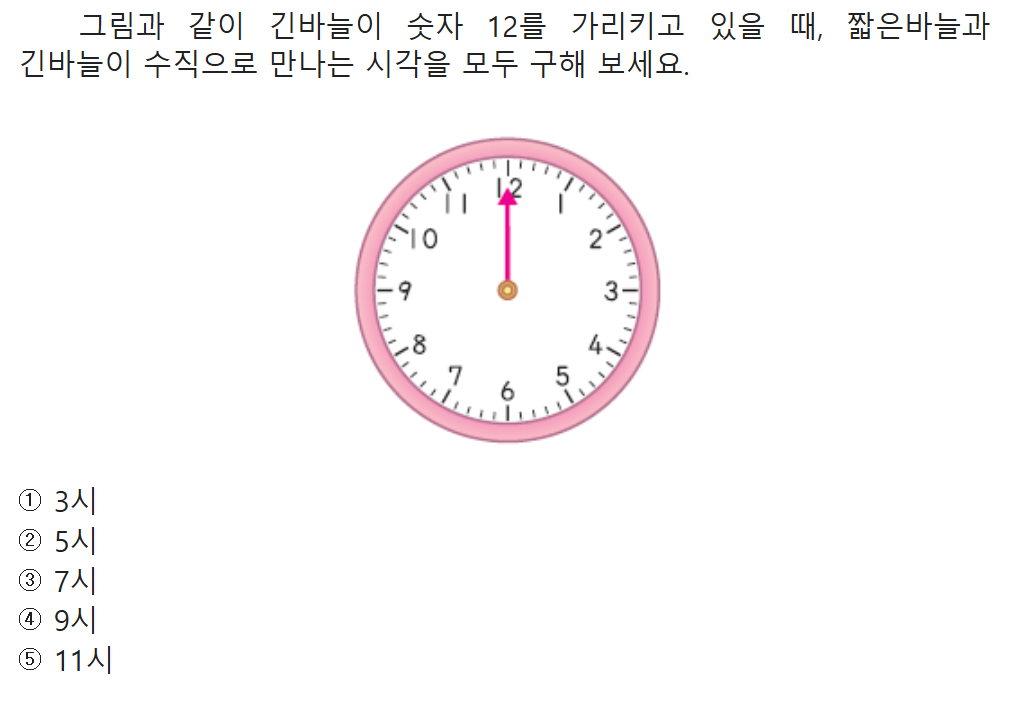 그림과 같이 긴바늘이 숫자 12를 가리키고 있을 때, 짧은바늘과
긴바늘이 수직으로 만나는 시각을 모두 구해 보세요.
12
11 1
10 2
9 3
8 4
7 5
6
① 3시
② 5시
③ 7시
④ 9시
⑤ 11시